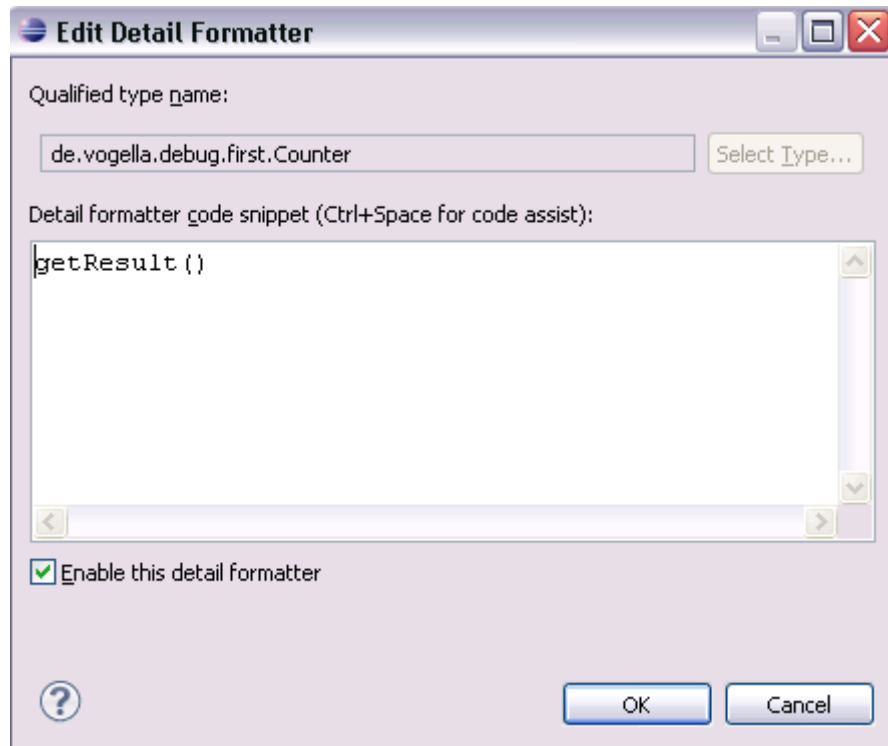 Edit Detail Formatter
Qualified type name:
de.vogella.debug.first.Counter
Select Type...
Detail formatter code snippet (Ctrl+Space for code assist):
getResult()
Enable this detail formatter
?
OK
Cancel